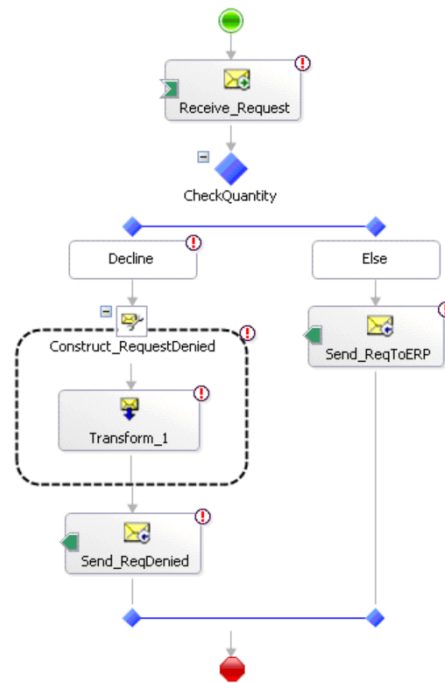 Receive_Request
CheckQuantity
Decline
Else
Construct_RequestDenied
Send_ReqToERP
Transform_1
Send_ReqDenied